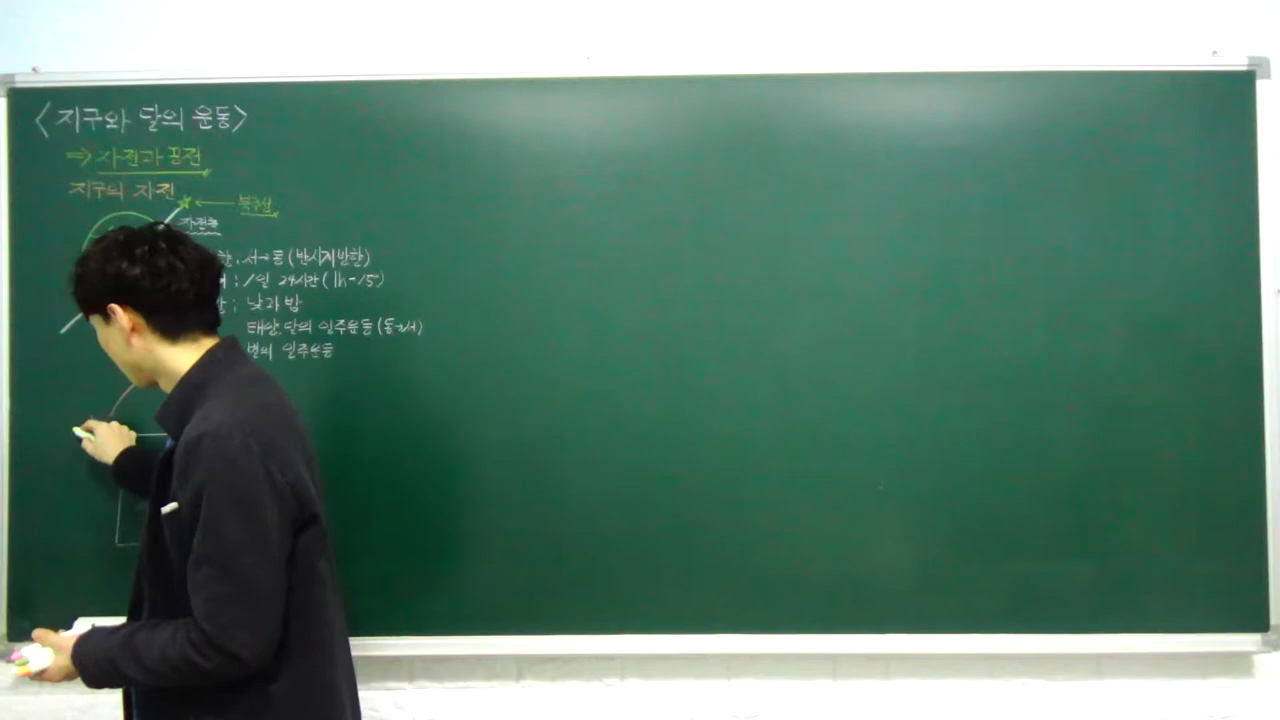 <지구와 달의 운동>
⇒ 자전과 공전
지구의 자전
북극성
자전축
향 : 서→동 (반시계 방향)
: 1일 24시간 (1h-15°)
: 낮과 밤
태양, 달의 일주운동 (동→서)
별의 일주운동